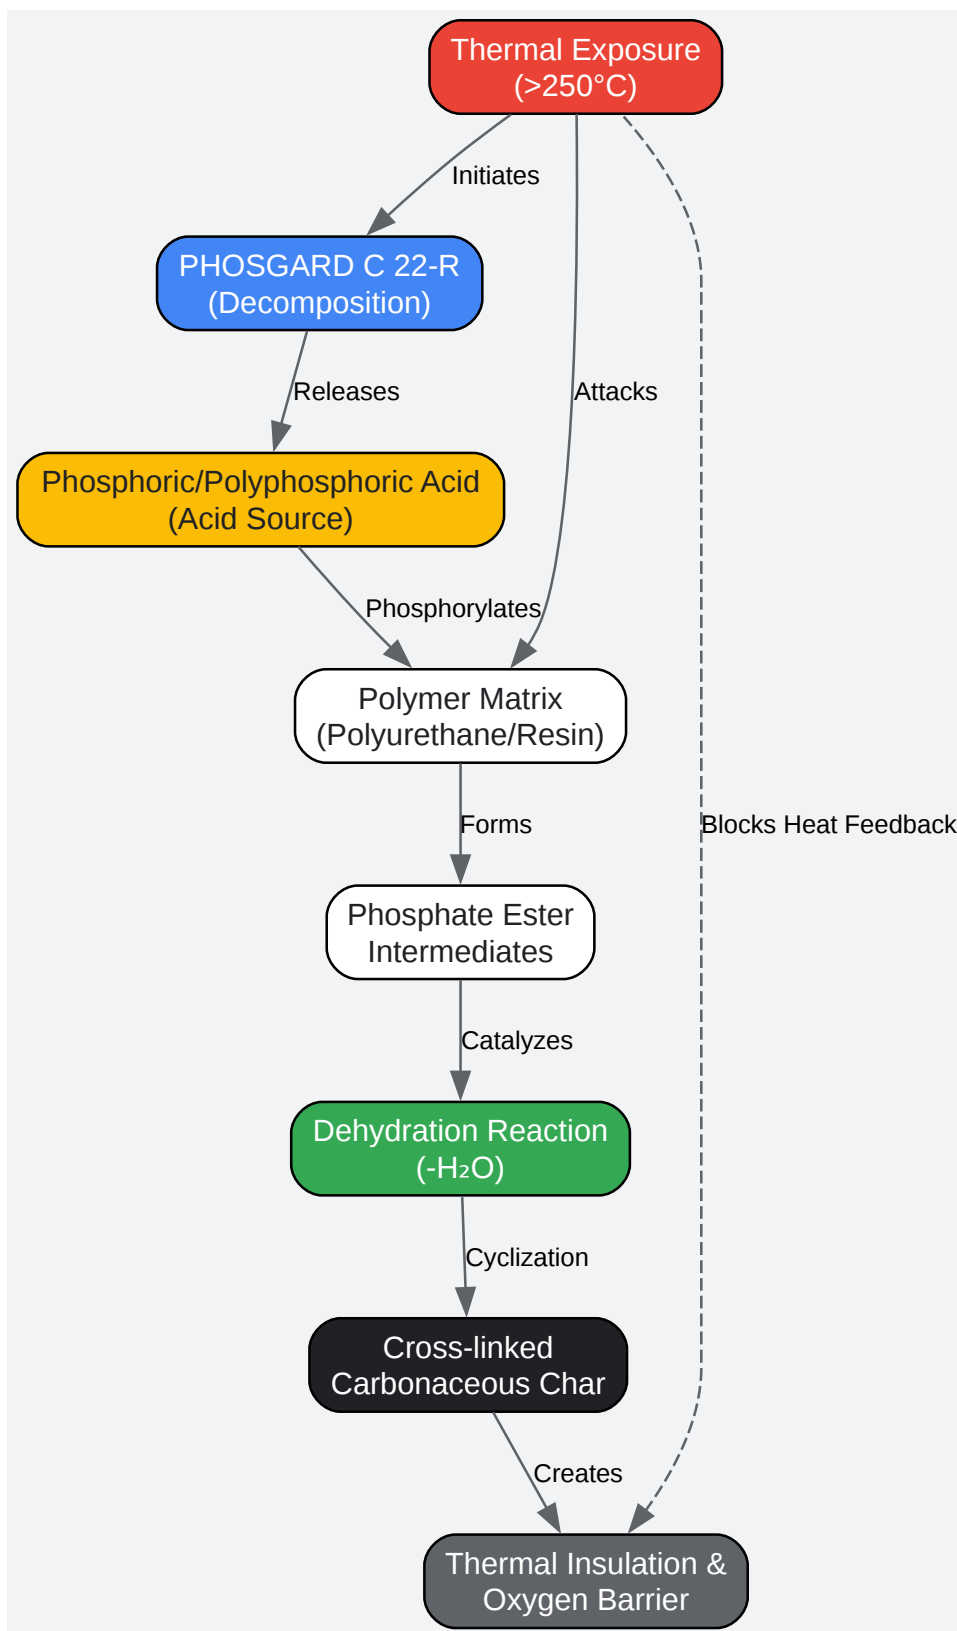 Thermal Exposure
(>250°C)
Initiates
PHOSGARD C 22-R
(Decomposition)
Releases
Attacks
Phosphoric/Polyphosphoric Acid
(Acid Source)
Phosphorylates
Polymer Matrix
(Polyurethane/Resin)
Forms
Blocks Heat Feedback
Phosphate Ester
Intermediates
Catalyzes
Dehydration Reaction
(-H₂O)
Cyclization
Cross-linked
Carbonaceous Char
Creates
Thermal Insulation &
Oxygen Barrier